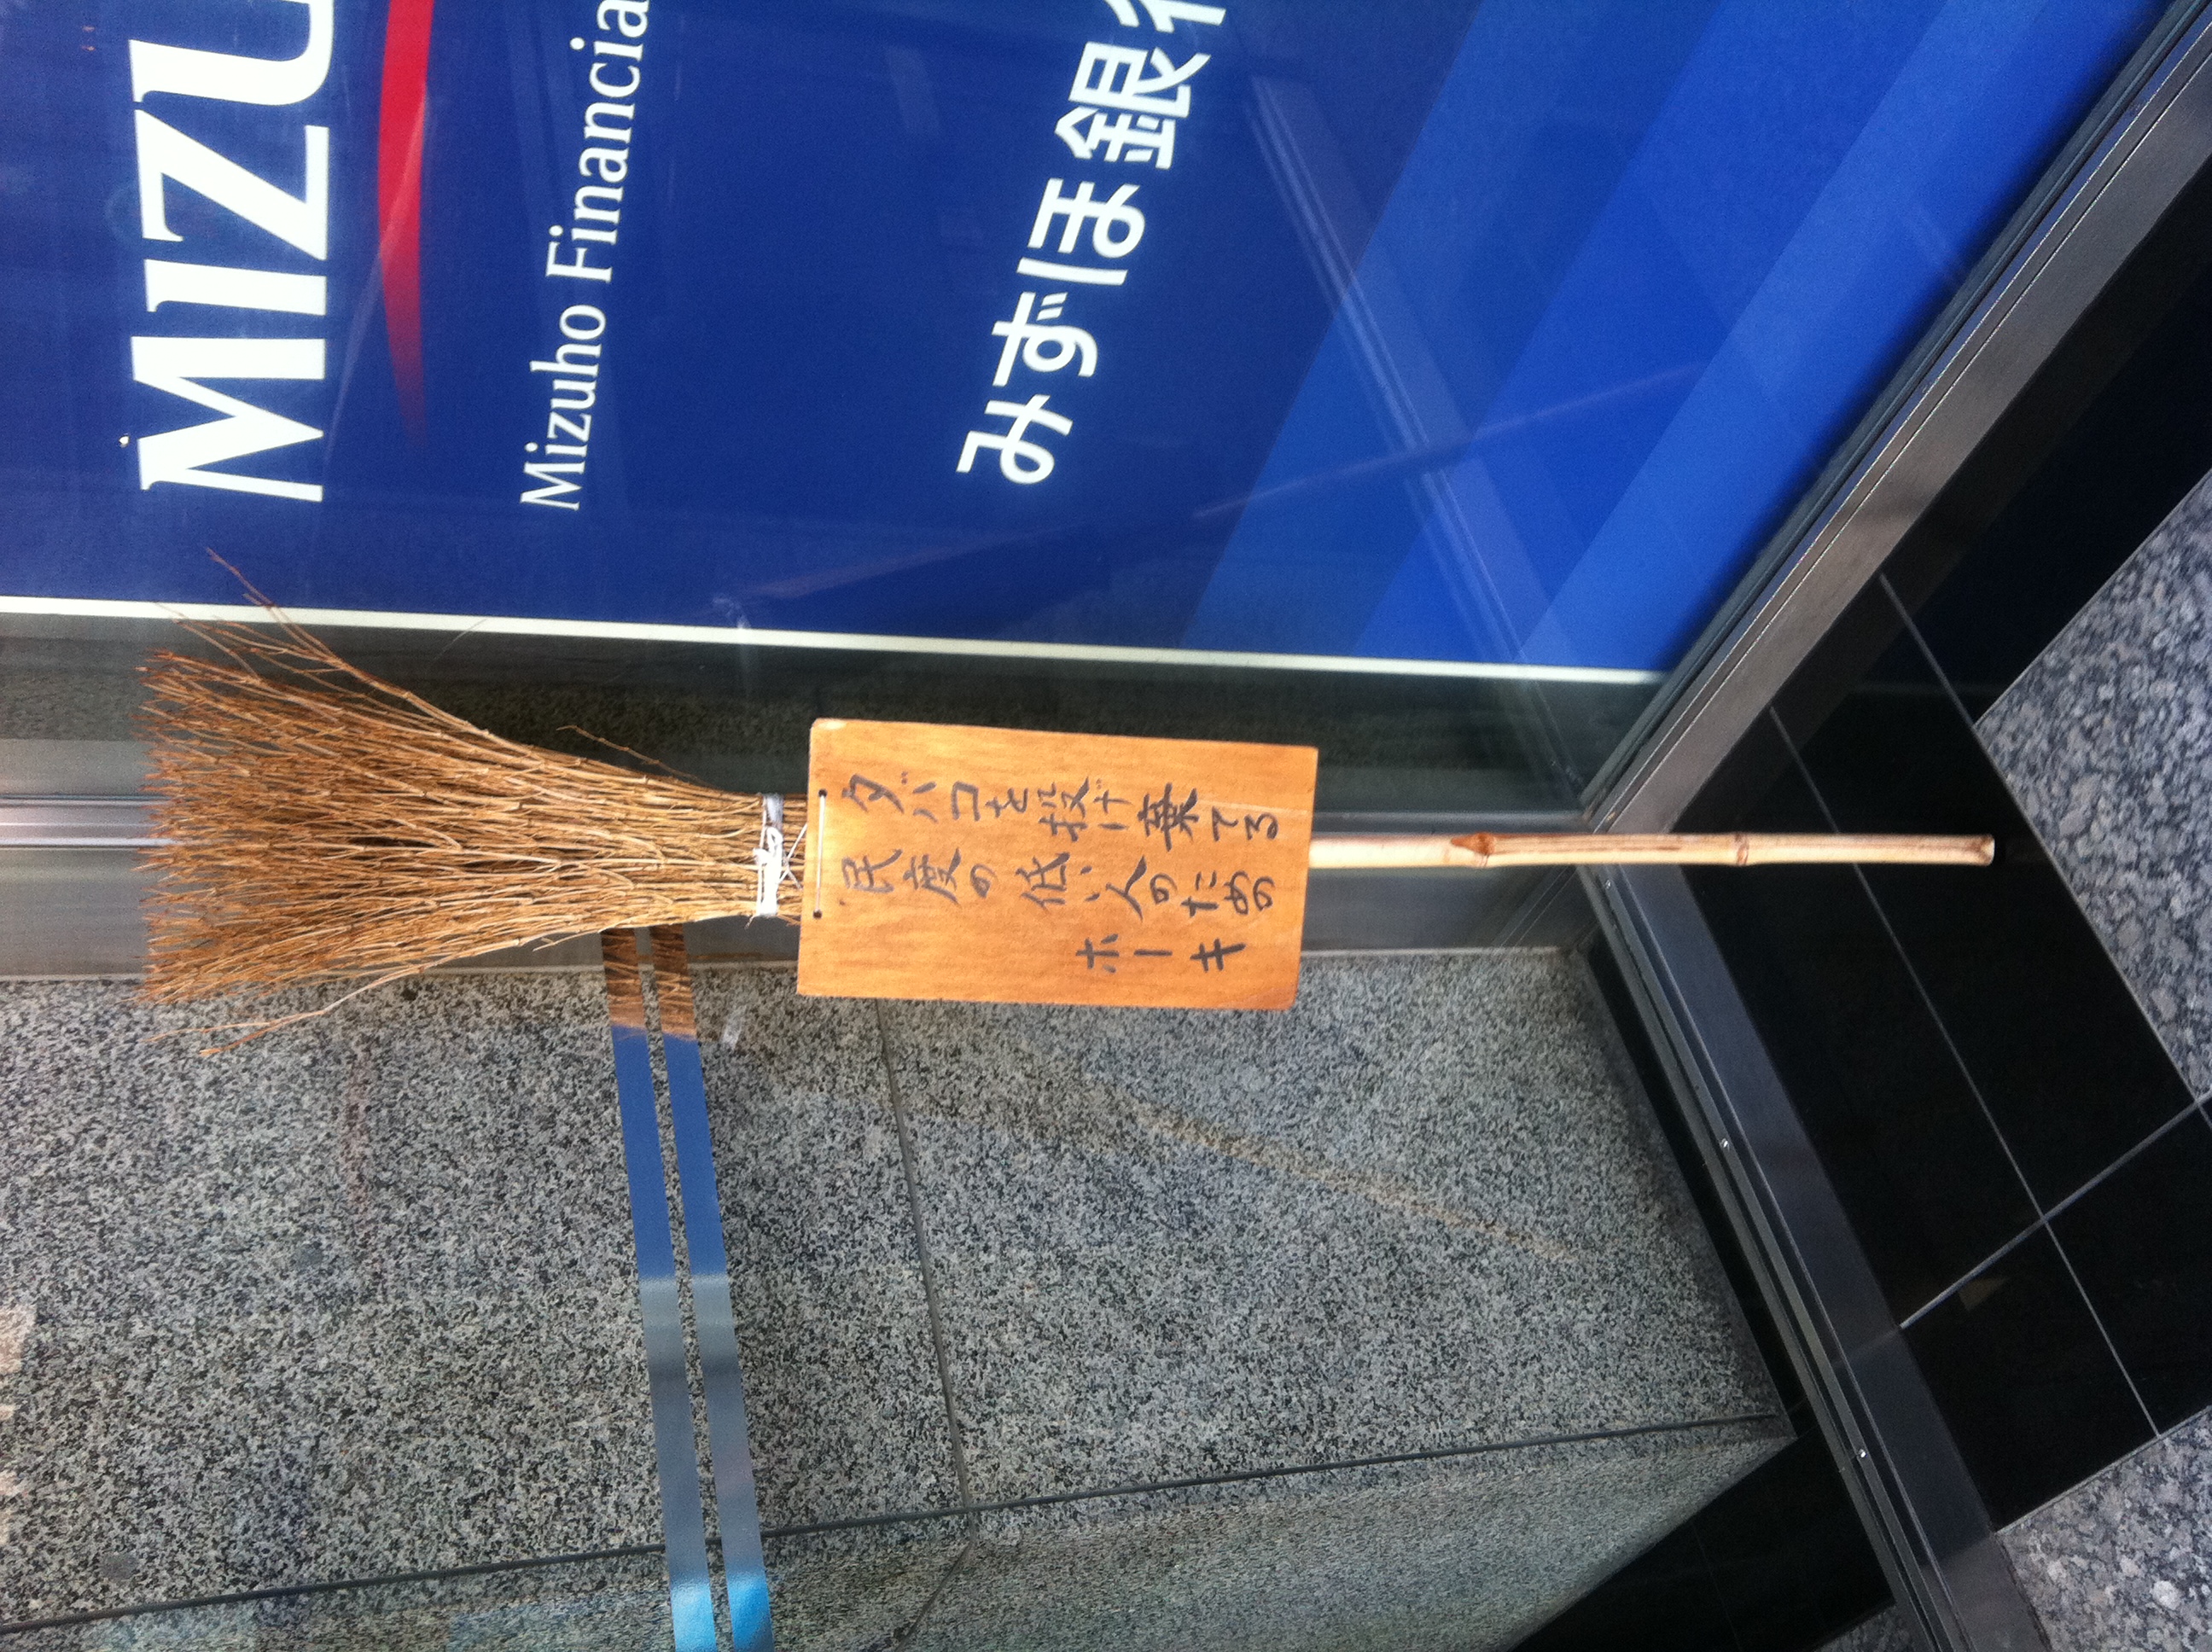 MIZU
Mizuho Financia
みずほ銀行
タバコを投げ棄てる
民度の低い人のための
ホーキ